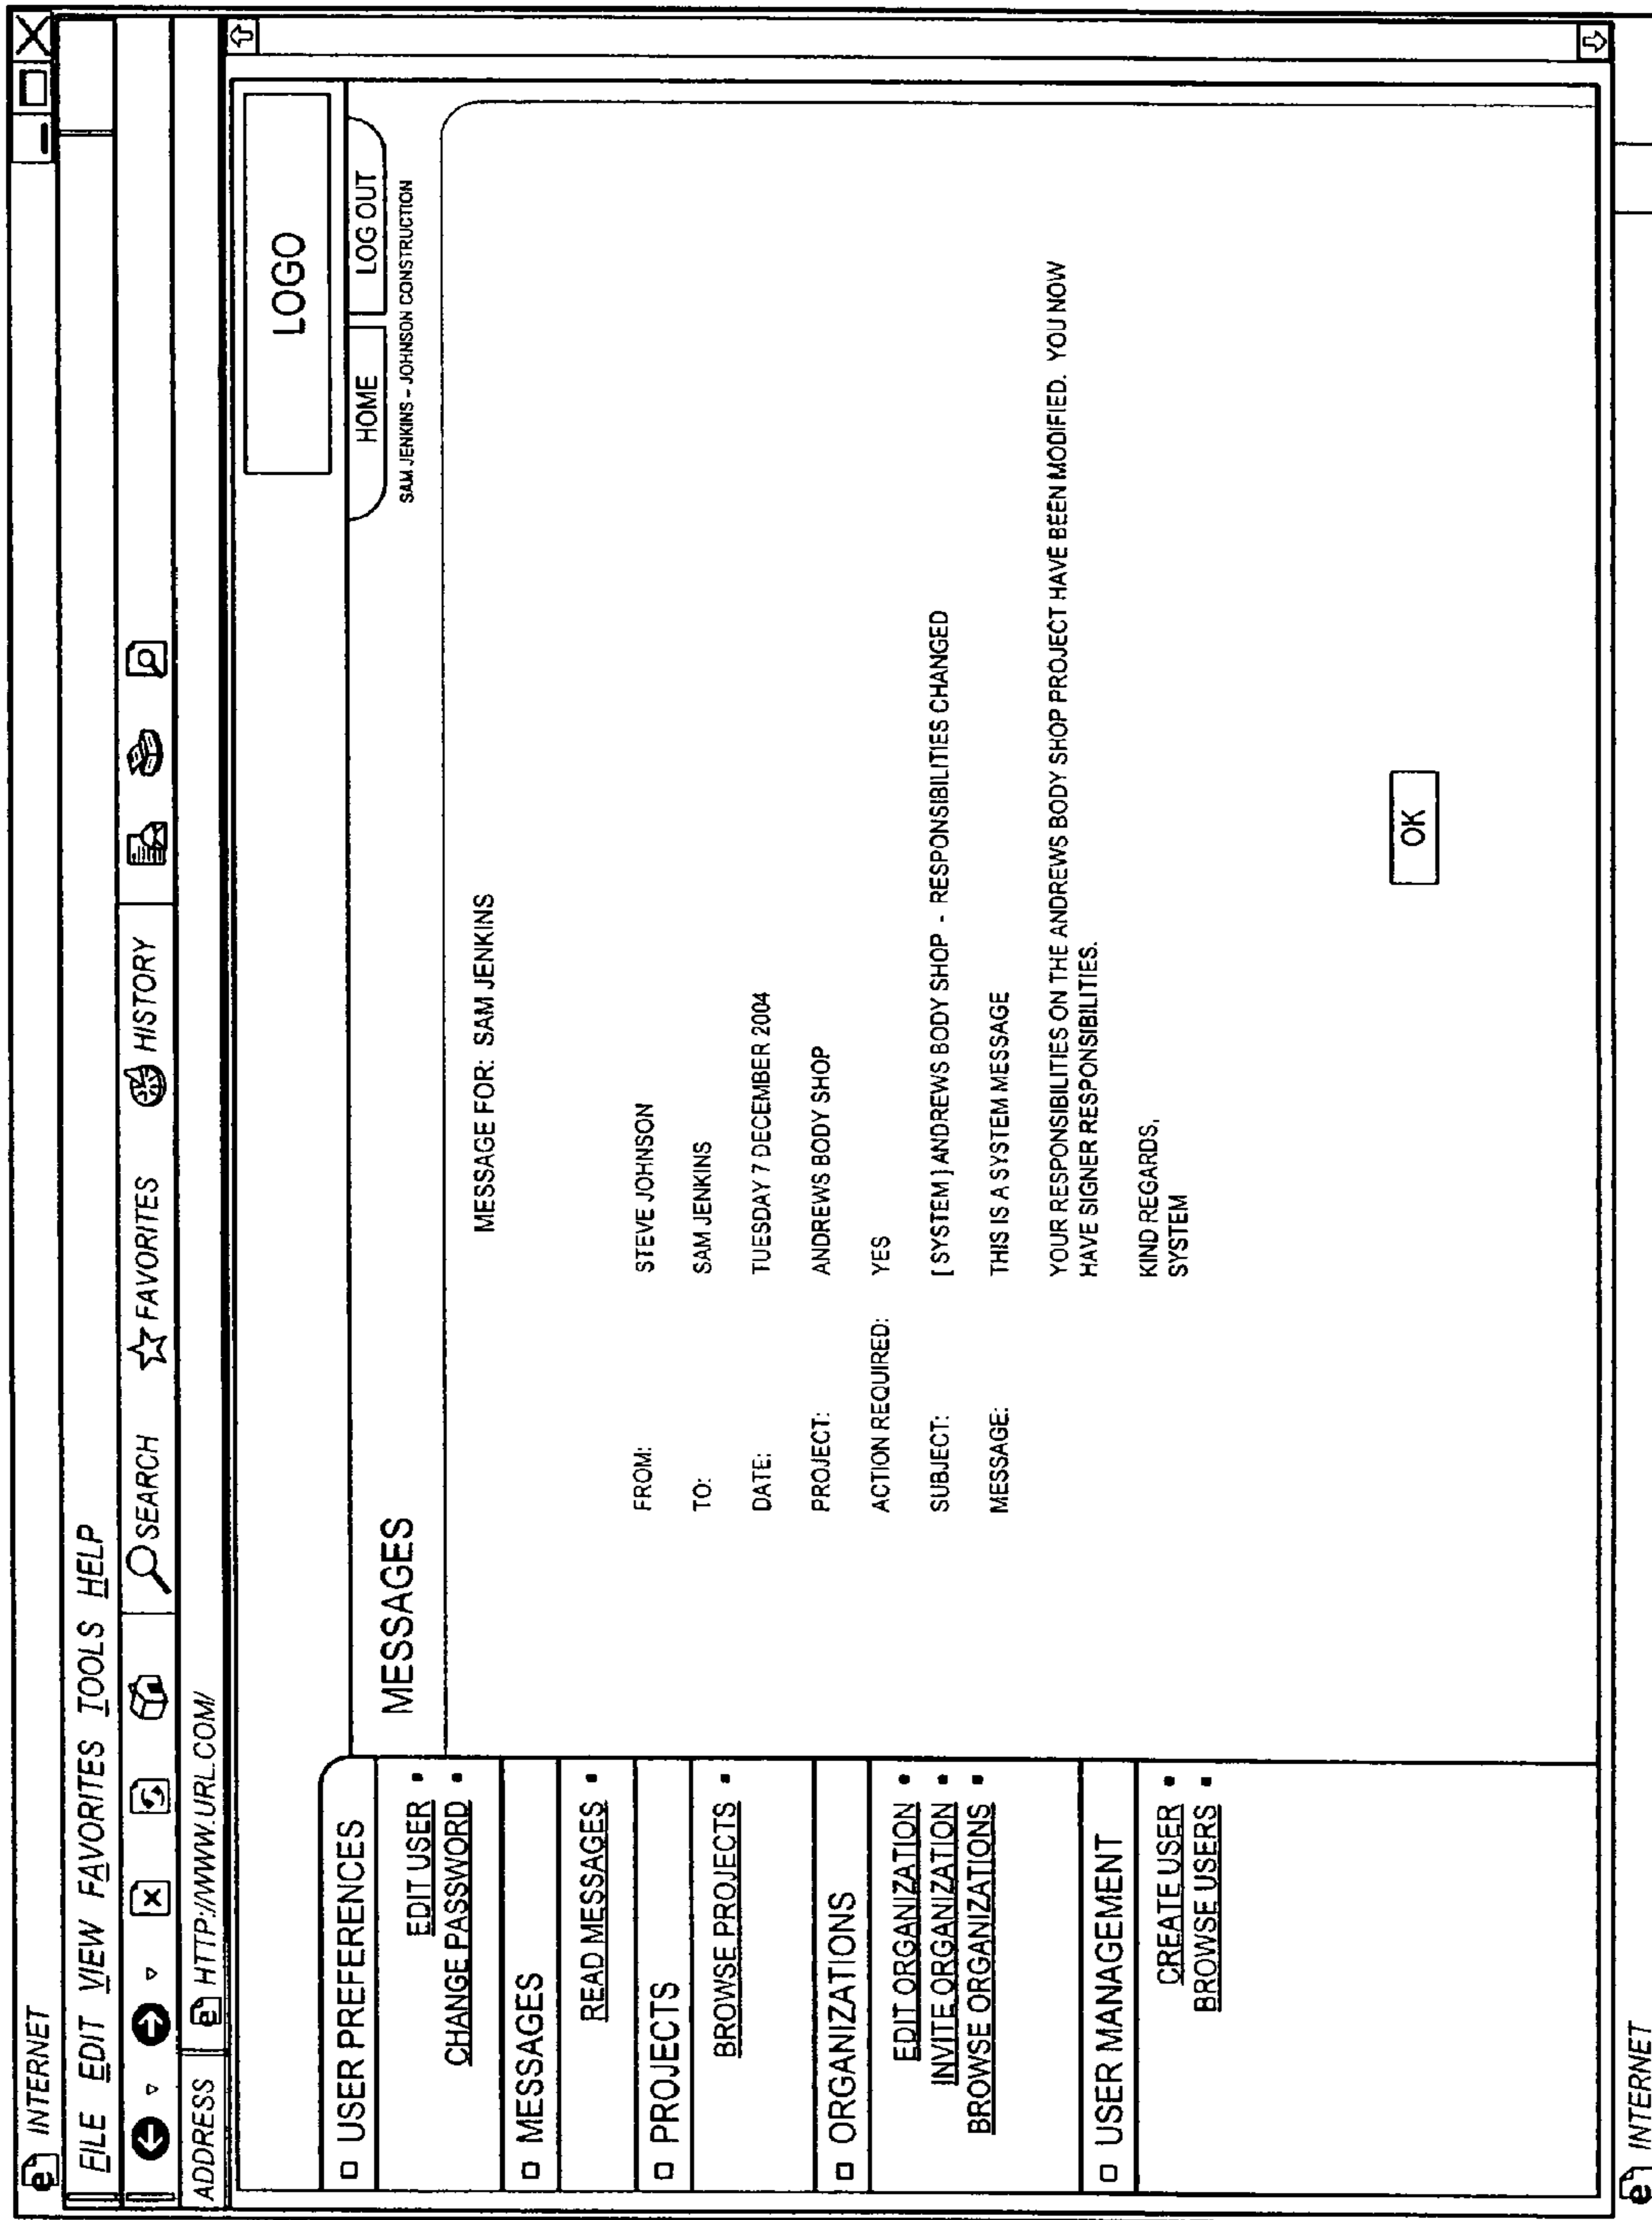 INTERNET
FILE EDIT VIEW FAVORITES TOOLS HELP
SEARCH FAVORITES HISTORY
ADDRESS HTTP://WWW.URL.COM/
LOGO
HOME LOG OUT
SAM JENKINS - JOHNSON CONSTRUCTION
USER PREFERENCES
EDIT USER
CHANGE PASSWORD
MESSAGES
READ MESSAGES
PROJECTS
BROWSE PROJECTS
ORGANIZATIONS
EDIT ORGANIZATION
INVITE ORGANIZATION
BROWSE ORGANIZATIONS
USER MANAGEMENT
CREATE USER
BROWSE USERS
MESSAGES
MESSAGE FOR: SAM JENKINS
FROM: STEVE JOHNSON
TO: SAM JENKINS
DATE: TUESDAY 7 DECEMBER 2004
PROJECT: ANDREWS BODY SHOP
ACTION REQUIRED: YES
SUBJECT: [ SYSTEM ] ANDREWS BODY SHOP - RESPONSIBILITIES CHANGED
MESSAGE: THIS IS A SYSTEM MESSAGE
YOUR RESPONSIBILITIES ON THE ANDREWS BODY SHOP PROJECT HAVE BEEN MODIFIED. YOU NOW
HAVE SIGNER RESPONSIBILITIES.
KIND REGARDS,
SYSTEM
OK
INTERNET